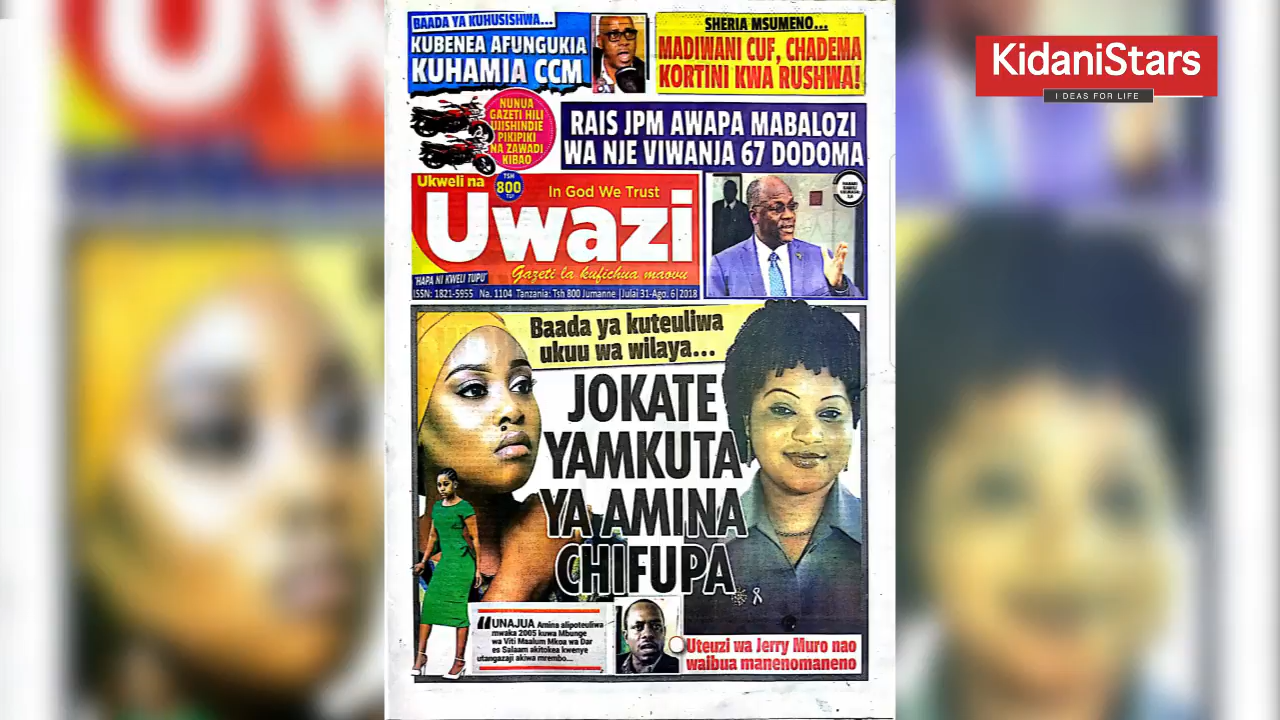 BAADA YA KUHUSISHWA...
KUBENEA AFUNGUKIA
KUHAMIA CCM
SHERIA MSUMENO...
MADIWANI CUF, CHADEMA
KORTINI KWA RUSHWA!
KidaniStars
IDEAS FOR LIFE
NUNUA
GAZETI HILI
UJISHINDIE
PIKIPIKI
NA ZAWADI
KIBAO
RAIS JPM AWAPA MABALOZI
WA NJE VIWANJA 67 DODOMA
Ukweli na
TSH
800
TU!
In God We Trust
Uwazi
Gazeti la kufichua maovu
'HAPA NI KWELI TUPU'
ISSN: 1821-5955 Na. 1104 Tanzania: Tsh 800 Jumanne |Julai 31-Ago. 6| 2018
Baada ya kuteuliwa
ukuu wa wilaya...
JOKATE
YAMKUTA
YA AMINA
CHIFUPA
"UNAJUA Amina alipoteuliwa
mwaka 2005 kuwa Mbunge
wa Viti Maalum Mkoa wa Dar
es Salaam akitokea kwenye
utangazaji akiwa mrembo...
Uteuzi wa Jerry Muro nao
waibua manenomaneno